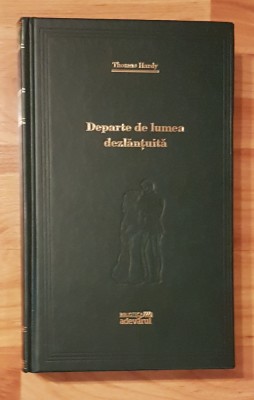 Thomas Hardy
Departe de lumea
dezlănțuită
adevărul